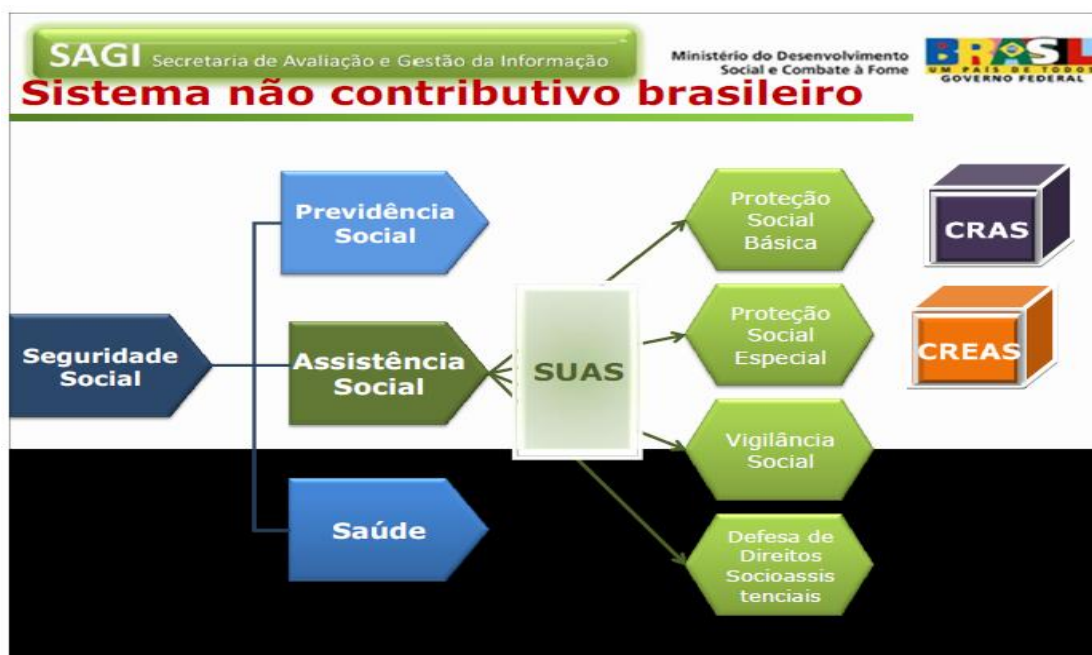 SAGI Secretaria de Avaliação e Gestão da Informação
Ministério do Desenvolvimento
Social e Combate à Fome
BRASIL
UM PAÍS DE TODOS
GOVERNO FEDERAL
Sistema não contributivo brasileiro
Seguridade
Social
Previdência
Social
Assistência
Social
Saúde
SUAS
Proteção
Social
Básica
CRAS
Proteção
Social
Especial
CREAS
Vigilância
Social
Defesa de
Direitos
Socioassis
tenciais